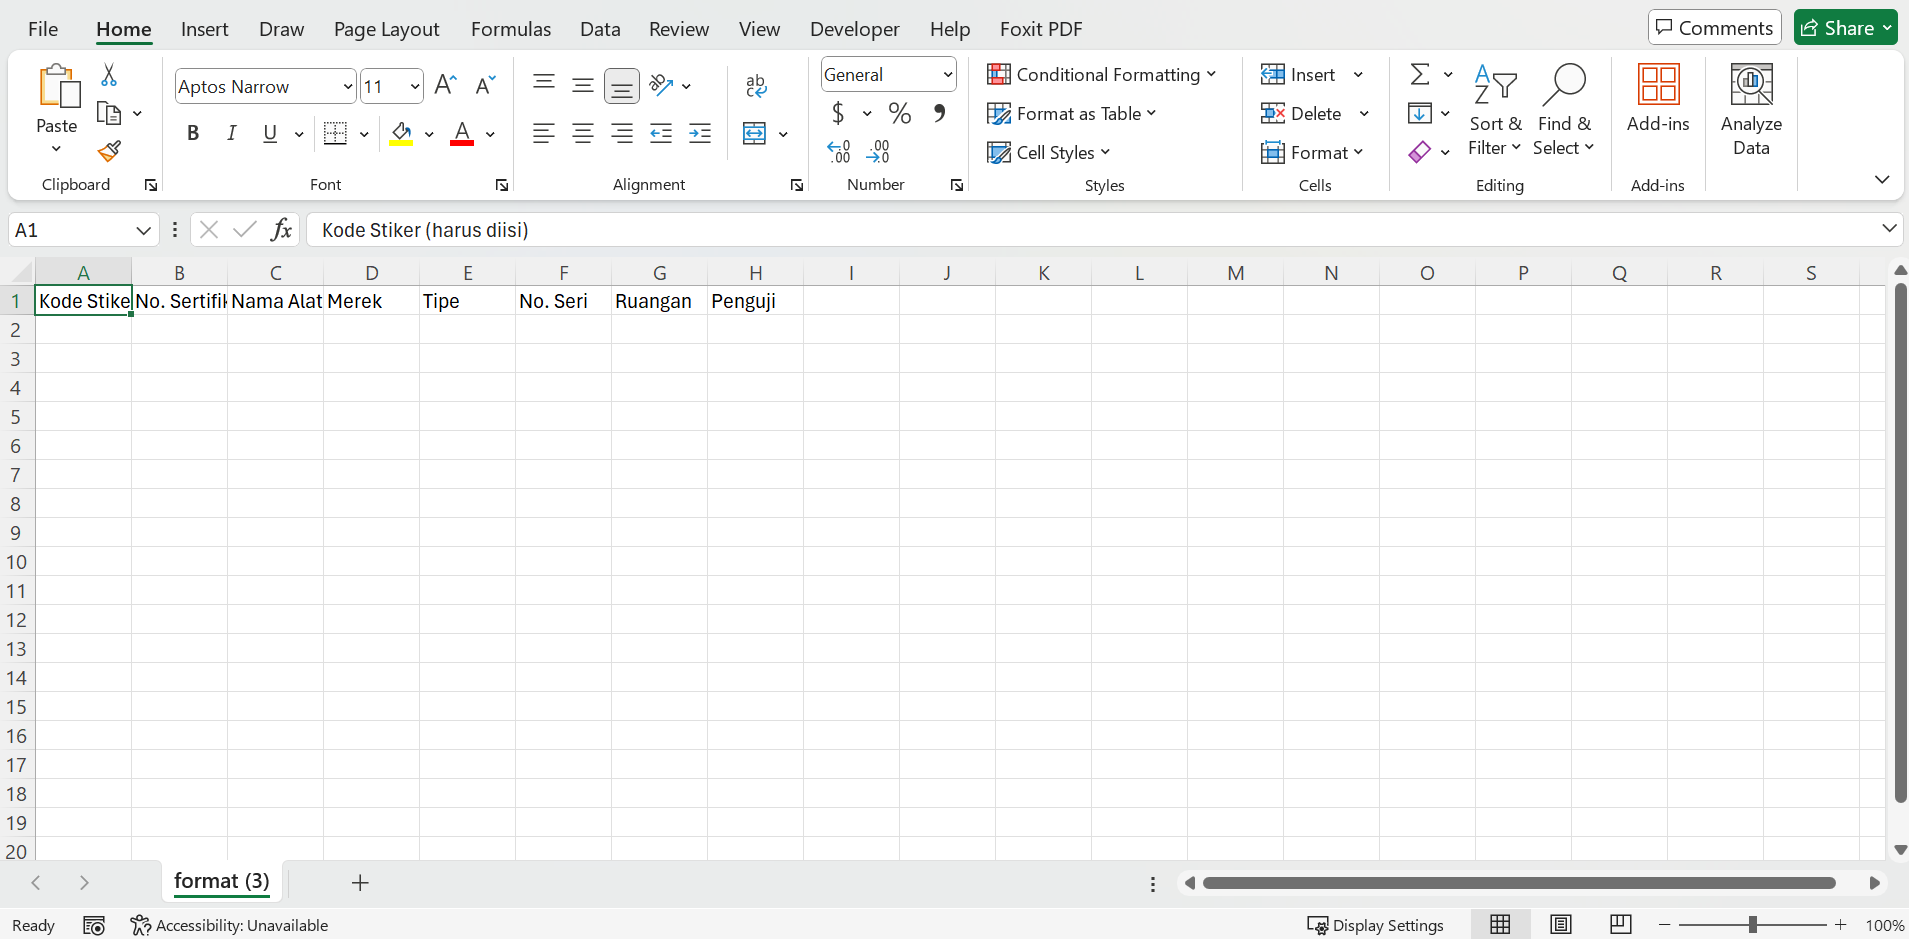 File Home Insert Draw Page Layout Formulas Data Review View Developer Help Foxit PDF Comments Share
Paste
Clipboard
Aptos Narrow 11
B I U A
Font
ab
Alignment
General
$ % 9
Number
Conditional Formatting
Format as Table
Cell Styles
Styles
Insert
Delete
Format
Cells
Sort & Filter
Find & Select
Editing
Add-ins
Add-ins
Analyze Data
A1 fx Kode Stiker (harus diisi)
A B C D E F G H I J K L M N O P Q R S
1 Kode Stike No. Sertifik Nama Alat Merek Tipe No. Seri Ruangan Penguji
2
3
4
5
6
7
8
9
10
11
12
13
14
15
16
17
18
19
20
format (3)
Ready Accessibility: Unavailable Display Settings 100%